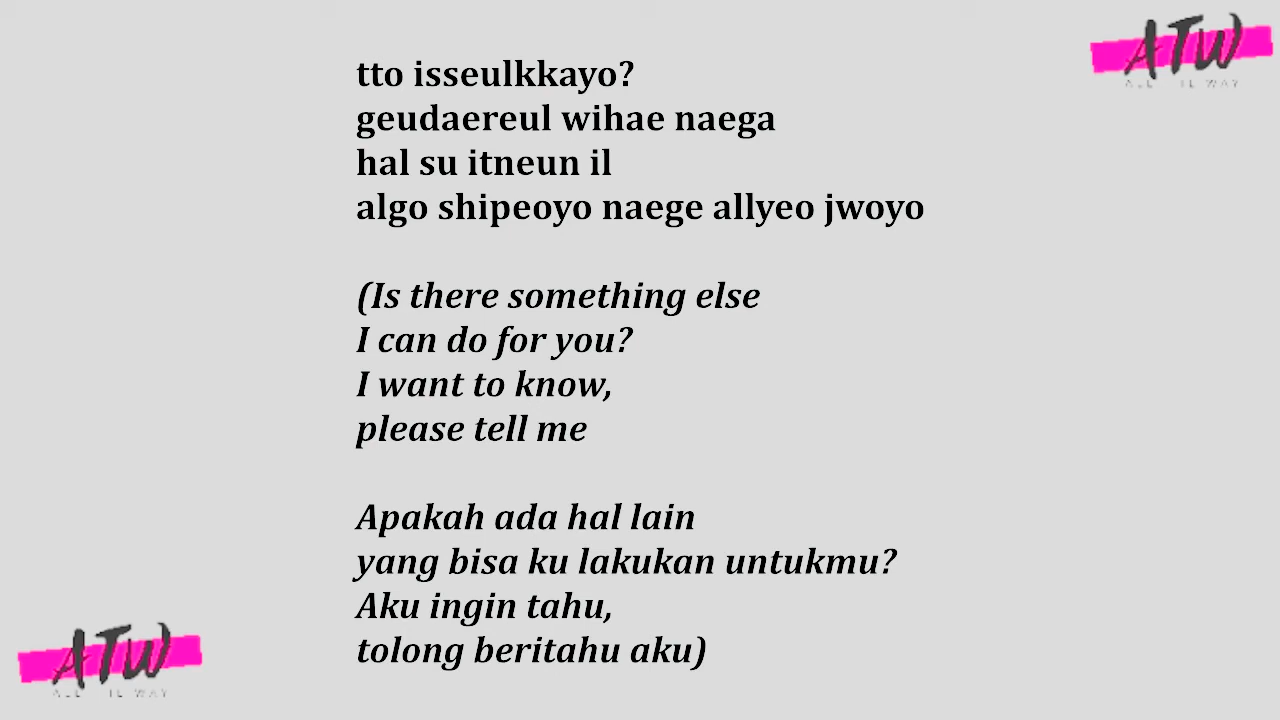 ATW
tto isseulkkayo?
geudaereul wihae naega
hal su itneun il
algo shipeoyo naege allyeo jwoyo
(Is there something else
I can do for you?
I want to know,
please tell me
Apakah ada hal lain
yang bisa ku lakukan untukmu?
Aku ingin tahu,
tolong beritahu aku)
ATW